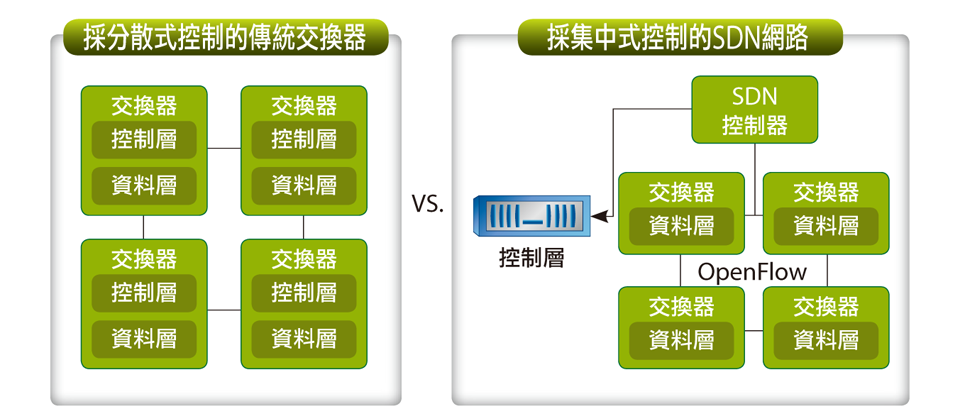 採分散式控制的傳統交換器
交換器
控制層
資料層
交換器
控制層
資料層
交換器
控制層
資料層
交換器
控制層
資料層
VS.
採集中式控制的SDN網路
SDN
控制器
控制層
交換器
資料層
交換器
資料層
OpenFlow
交換器
資料層
交換器
資料層